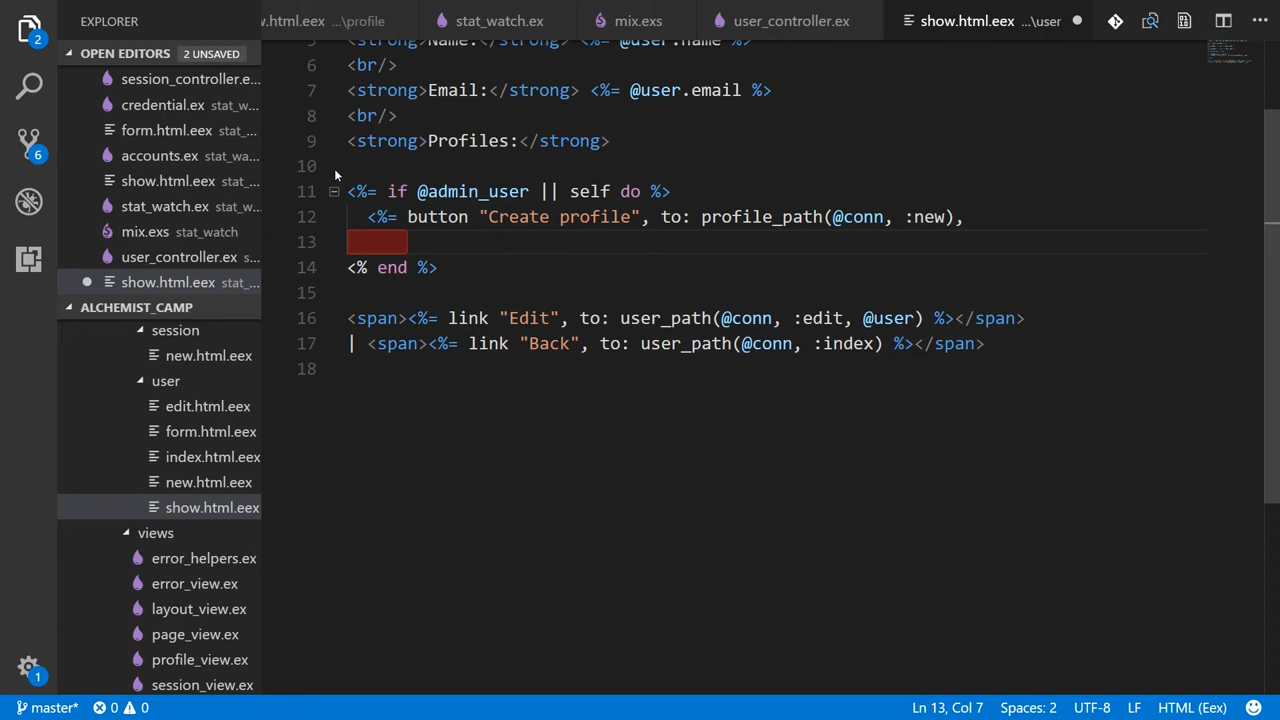 EXPLORER
OPEN EDITORS 2 UNSAVED
session_controller.e...
credential.ex stat_w...
form.html.eex stat_...
accounts.ex stat_wa...
show.html.eex stat_...
stat_watch.ex stat_w...
mix.exs stat_watch
user_controller.ex s...
show.html.eex stat_...
ALCHEMIST_CAMP
session
new.html.eex
user
edit.html.eex
form.html.eex
index.html.eex
new.html.eex
show.html.eex
views
error_helpers.ex
error_view.ex
layout_view.ex
page_view.ex
profile_view.ex
session_view.ex
2
6
1
w.html.eex ...\profile
stat_watch.ex
mix.exs
user_controller.ex
show.html.eex ...\user
5 <strong>Name:</strong> <%= @user.name %>
6 <br/>
7 <strong>Email:</strong> <%= @user.email %>
8 <br/>
9 <strong>Profiles:</strong>
10
11 <%= if @admin_user || self do %>
12 <%= button "Create profile", to: profile_path(@conn, :new),
13
14 <% end %>
15
16 <span><%= link "Edit", to: user_path(@conn, :edit, @user) %></span>
17 | <span><%= link "Back", to: user_path(@conn, :index) %></span>
18
master* 0 0
Ln 13, Col 7 Spaces: 2 UTF-8 LF HTML (Eex)